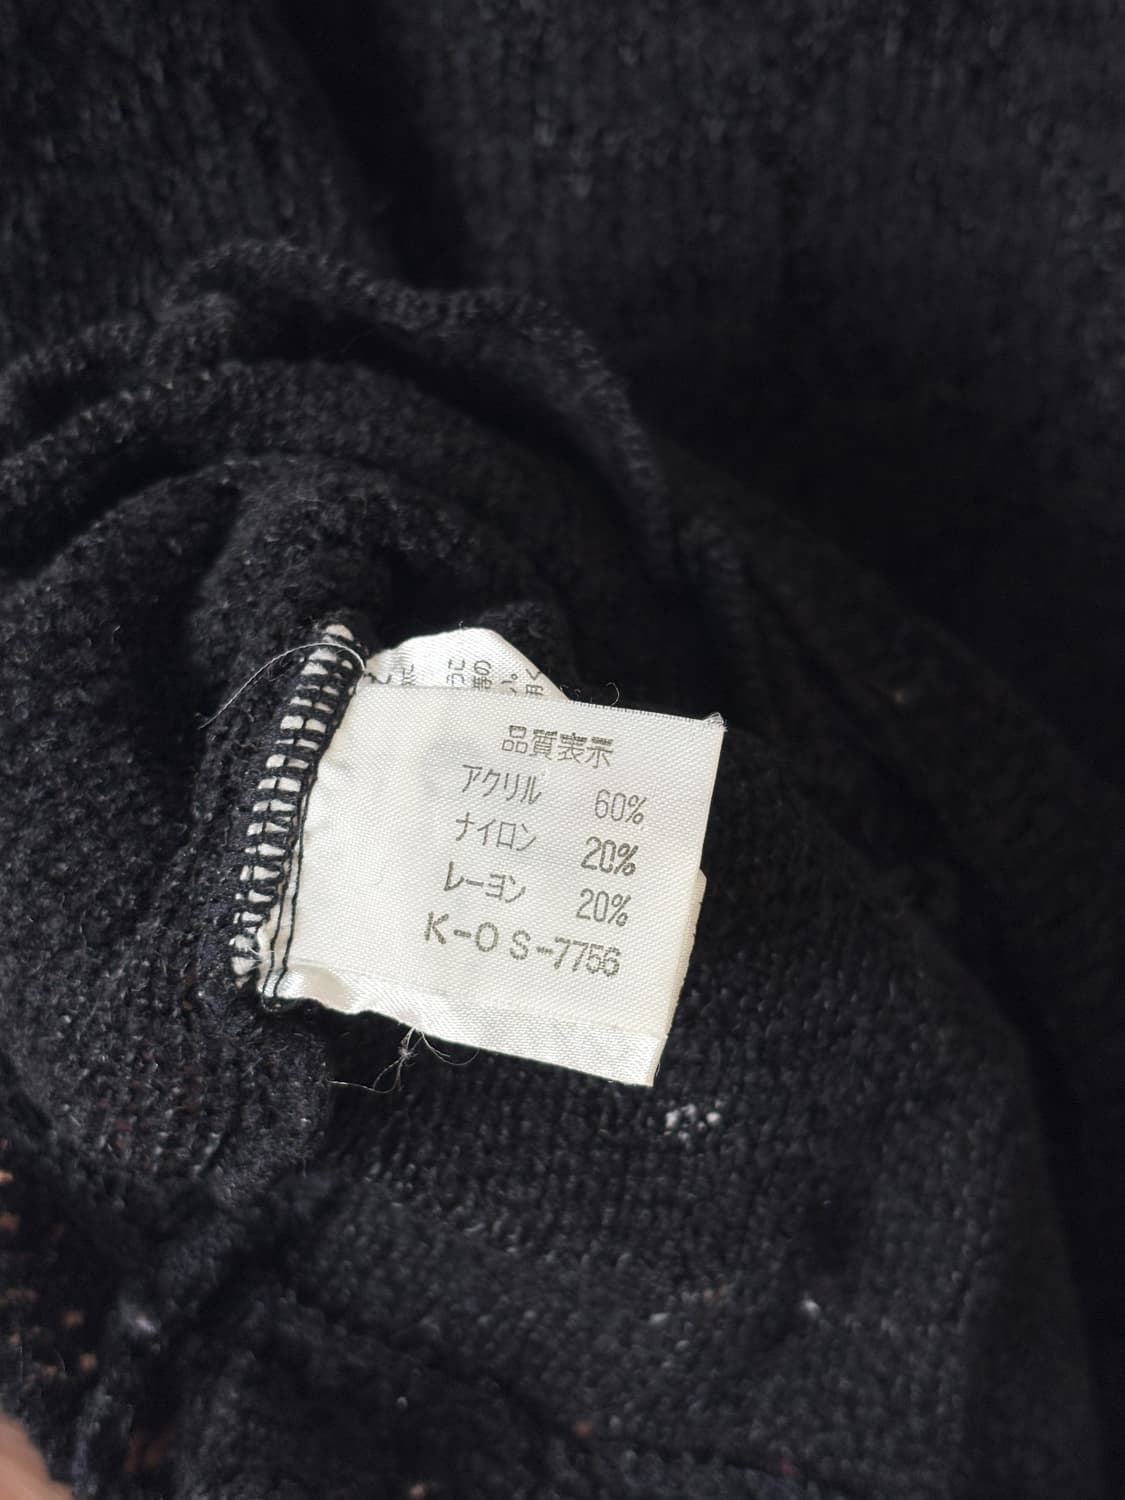 品質表示
アクリル 60%
ナイロン 20%
レーヨン 20%
K-OS-7756